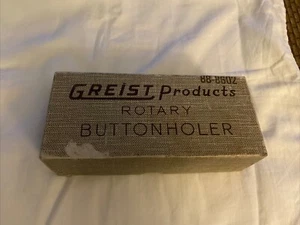 88-8602
GREIST Products
ROTARY
BUTTONHOLER